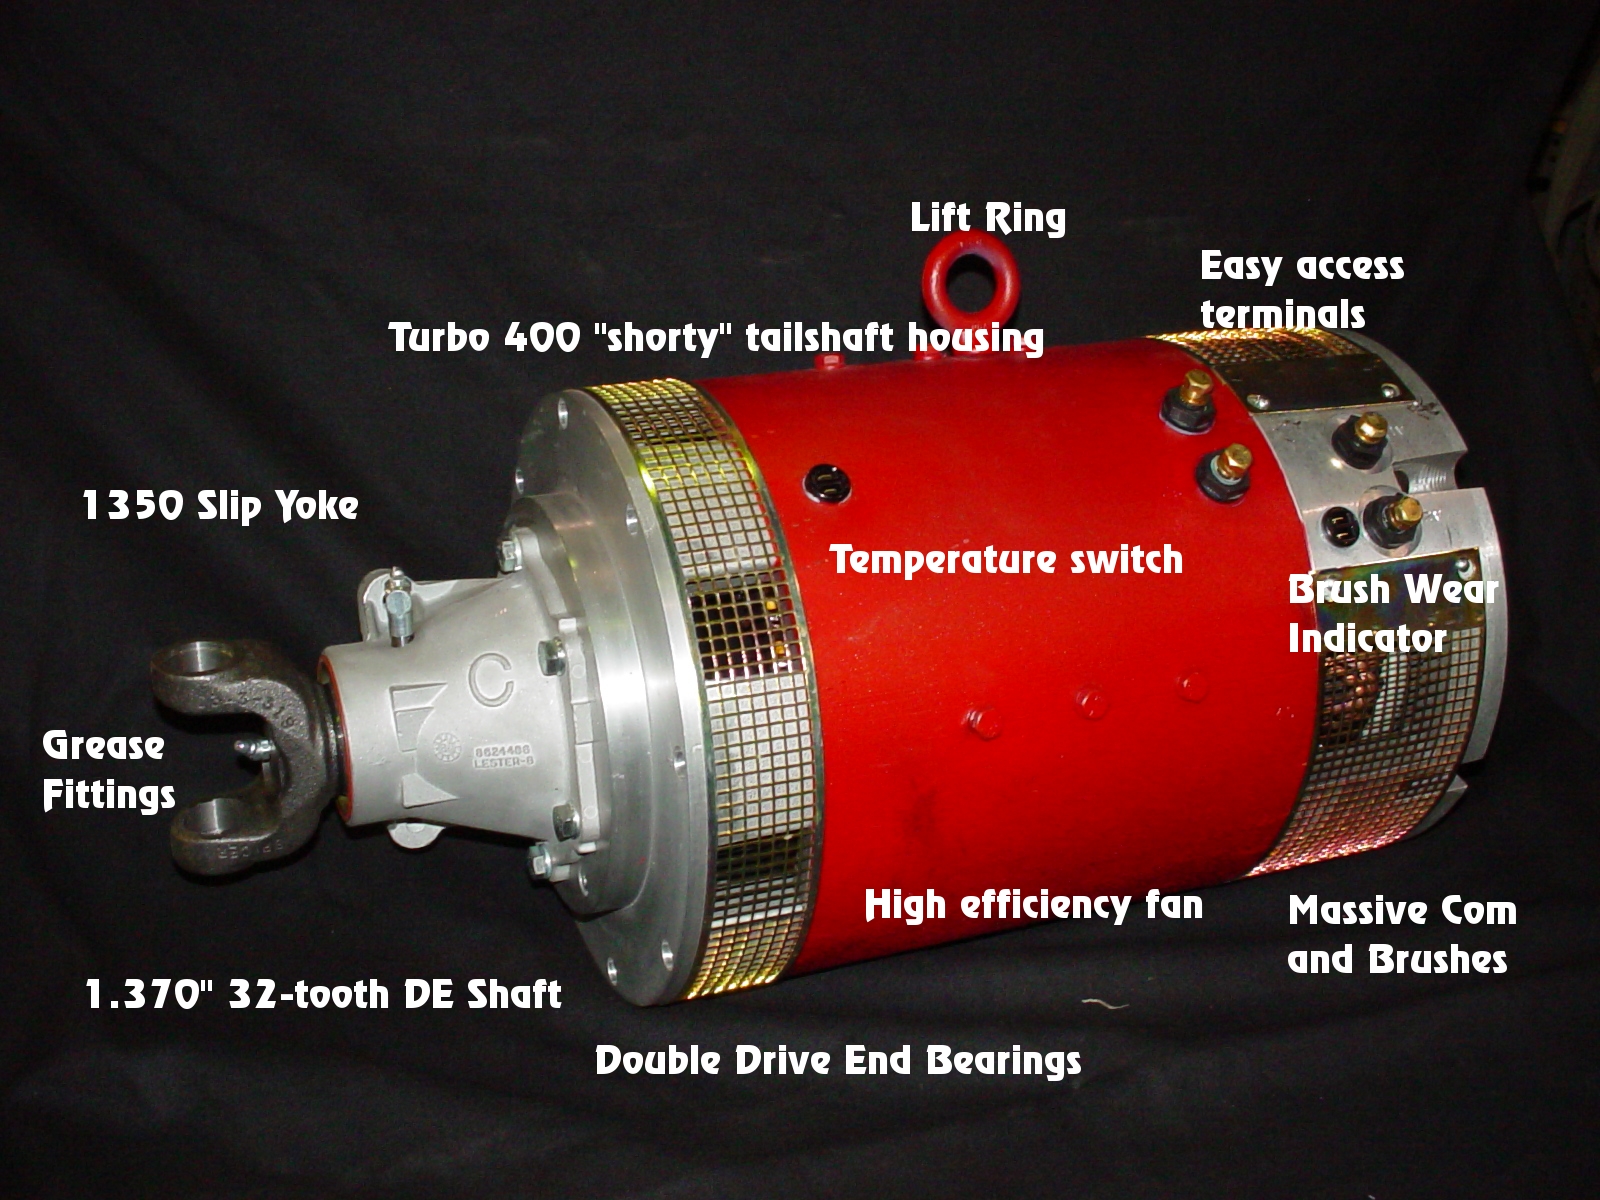 Lift Ring
Easy access
terminals
Turbo 400 "shorty" tailshaft housing
1350 Slip Yoke
Temperature switch
Brush Wear
Indicator
C
8624486
LESTER-8
Grease
Fittings
High efficiency fan
Massive Com
and Brushes
1.370" 32-tooth DE Shaft
Double Drive End Bearings